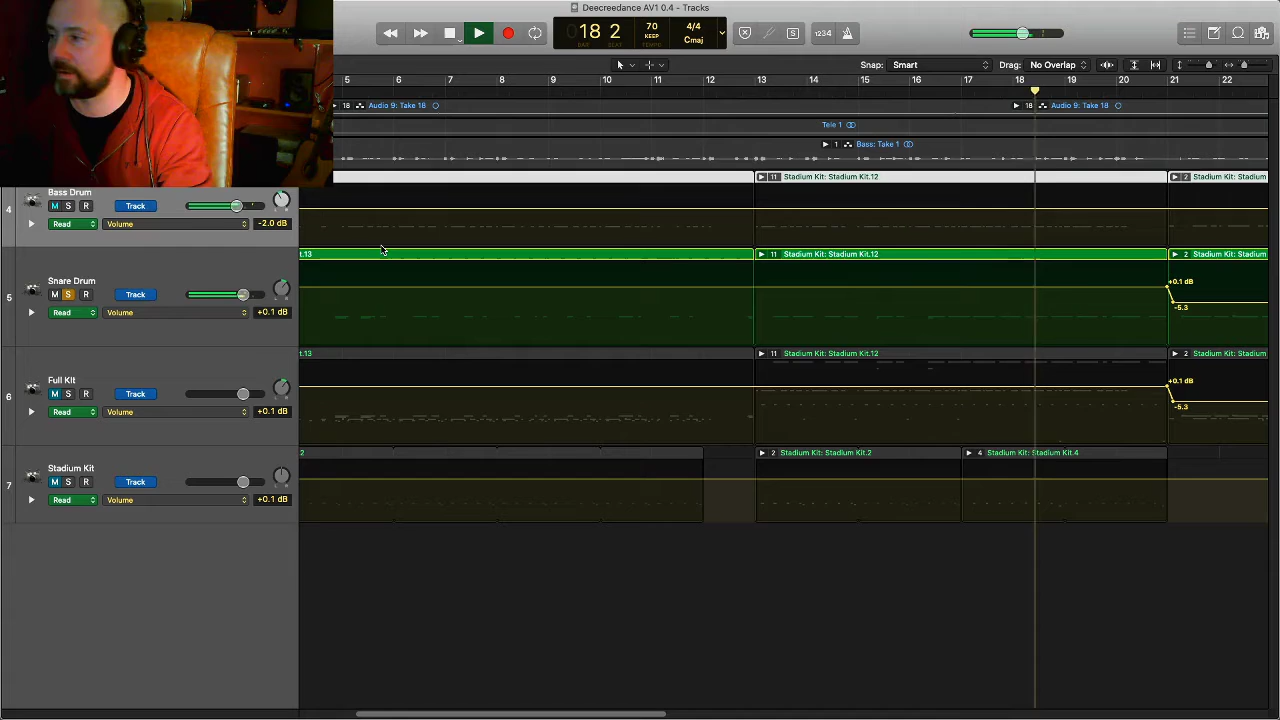 Deecreedance AV1 0.4 - Tracks
18 2
BAR BEAT
70
KEEP
TEMPO
4/4
Cmaj
S
1234
Snap: Smart
Drag: No Overlap
5 6 7 8 9 10 11 12 13 14 15 16 17 18 19 20 21 22
18 Audio 9: Take 18
18 Audio 9: Take 18
Tele 1
1 Bass: Take 1
11 Stadium Kit: Stadium Kit.12
2 Stadium Kit: Stadium
4
Bass Drum
M S R Track
Read Volume -2.0 dB
t.13
11 Stadium Kit: Stadium Kit.12
2 Stadium Kit: Stadium
5
Snare Drum
M S R Track
Read Volume +0.1 dB
+0.1 dB
-5.3
t.13
11 Stadium Kit: Stadium Kit.12
2 Stadium Kit: Stadium
6
Full Kit
M S R Track
Read Volume +0.1 dB
+0.1 dB
-5.3
2
2 Stadium Kit: Stadium Kit.2
4 Stadium Kit: Stadium Kit.4
7
Stadium Kit
M S R Track
Read Volume +0.1 dB